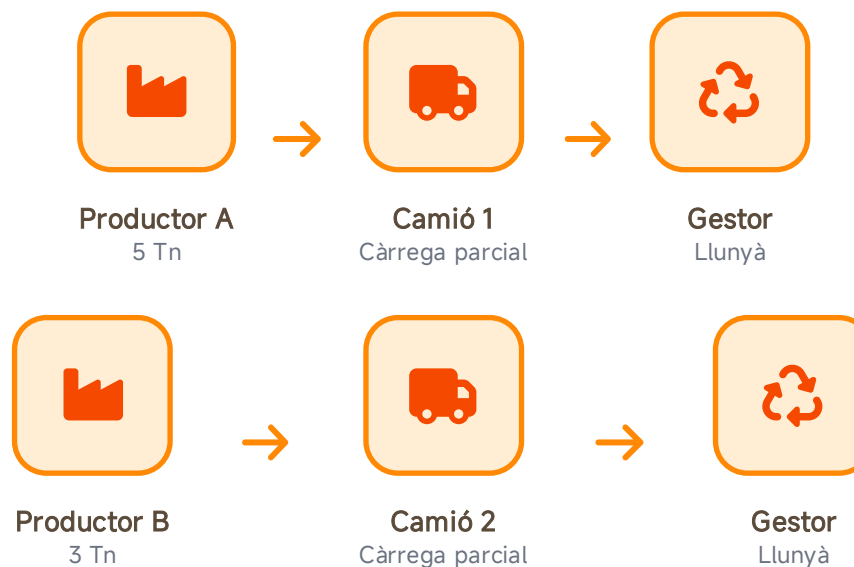 Productor A
Camió 1
Gestor
5 Tn
Càrrega parcial
Llunyà
Productor B
Camió 2
Gestor
3 Tn
Càrrega parcial
Llunyà